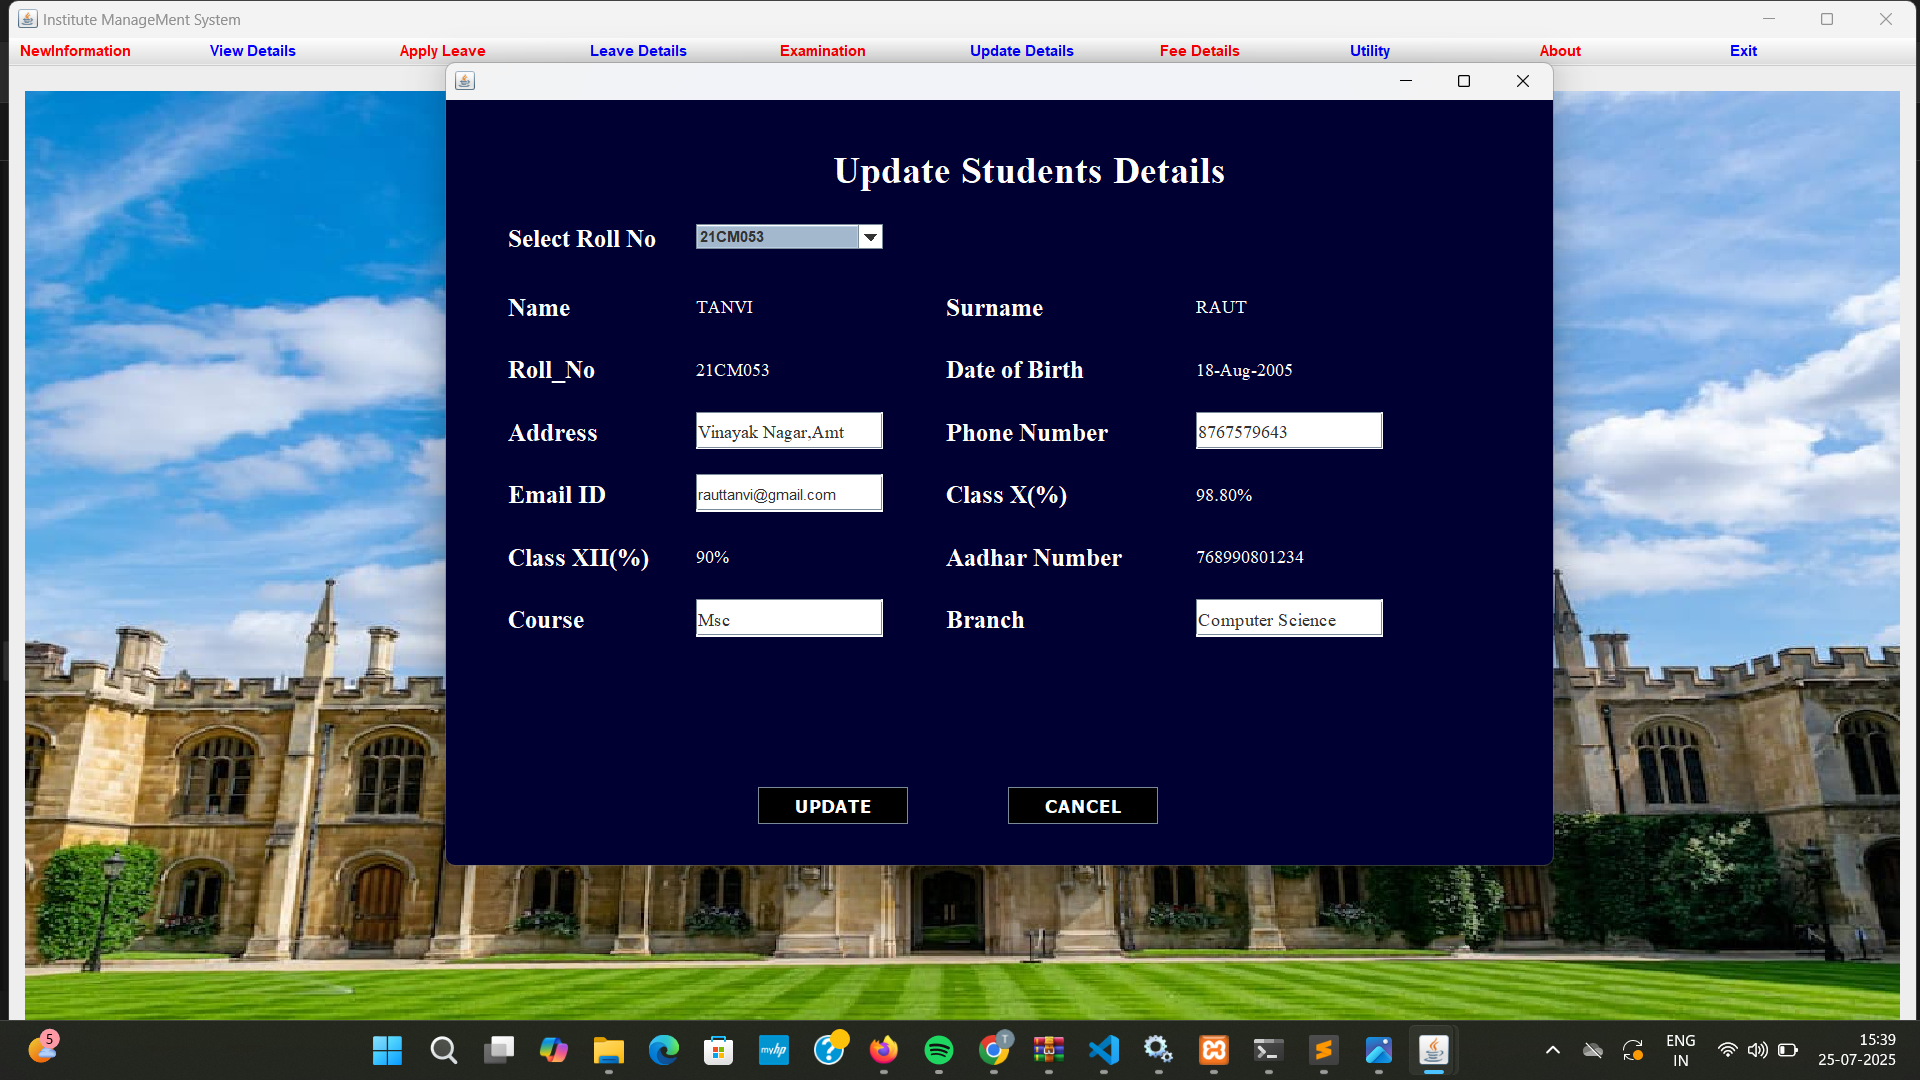 Institute ManageMent System
NewInformation View Details Apply Leave Leave Details Examination Update Details Fee Details Utility About Exit
Update Students Details
Select Roll No 21CM053
Name TANVI Surname RAUT
Roll_No 21CM053 Date of Birth 18-Aug-2005
Address Vinayak Nagar,Amt Phone Number 8767579643
Email ID rauttanvi@gmail.com Class X(%) 98.80%
Class XII(%) 90% Aadhar Number 768990801234
Course Msc Branch Computer Science
UPDATE CANCEL
5 myhp ? T ENG 15:39
IN 25-07-2025